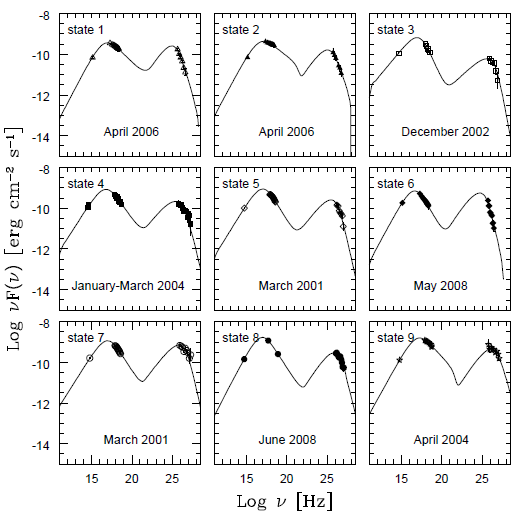 -8
state 1
state 2
state 3
-10
-12
April 2006
April 2006
December 2002
-14
-8
state 4
state 5
state 6
-10
-12
January-March 2004
March 2001
May 2008
-14
-8
state 7
state 8
state 9
-10
-12
March 2001
June 2008
April 2004
-14
15 20 25
15 20 25
15 20 25
Log ν [Hz]
Log νF(ν) [erg cm⁻² s⁻¹]